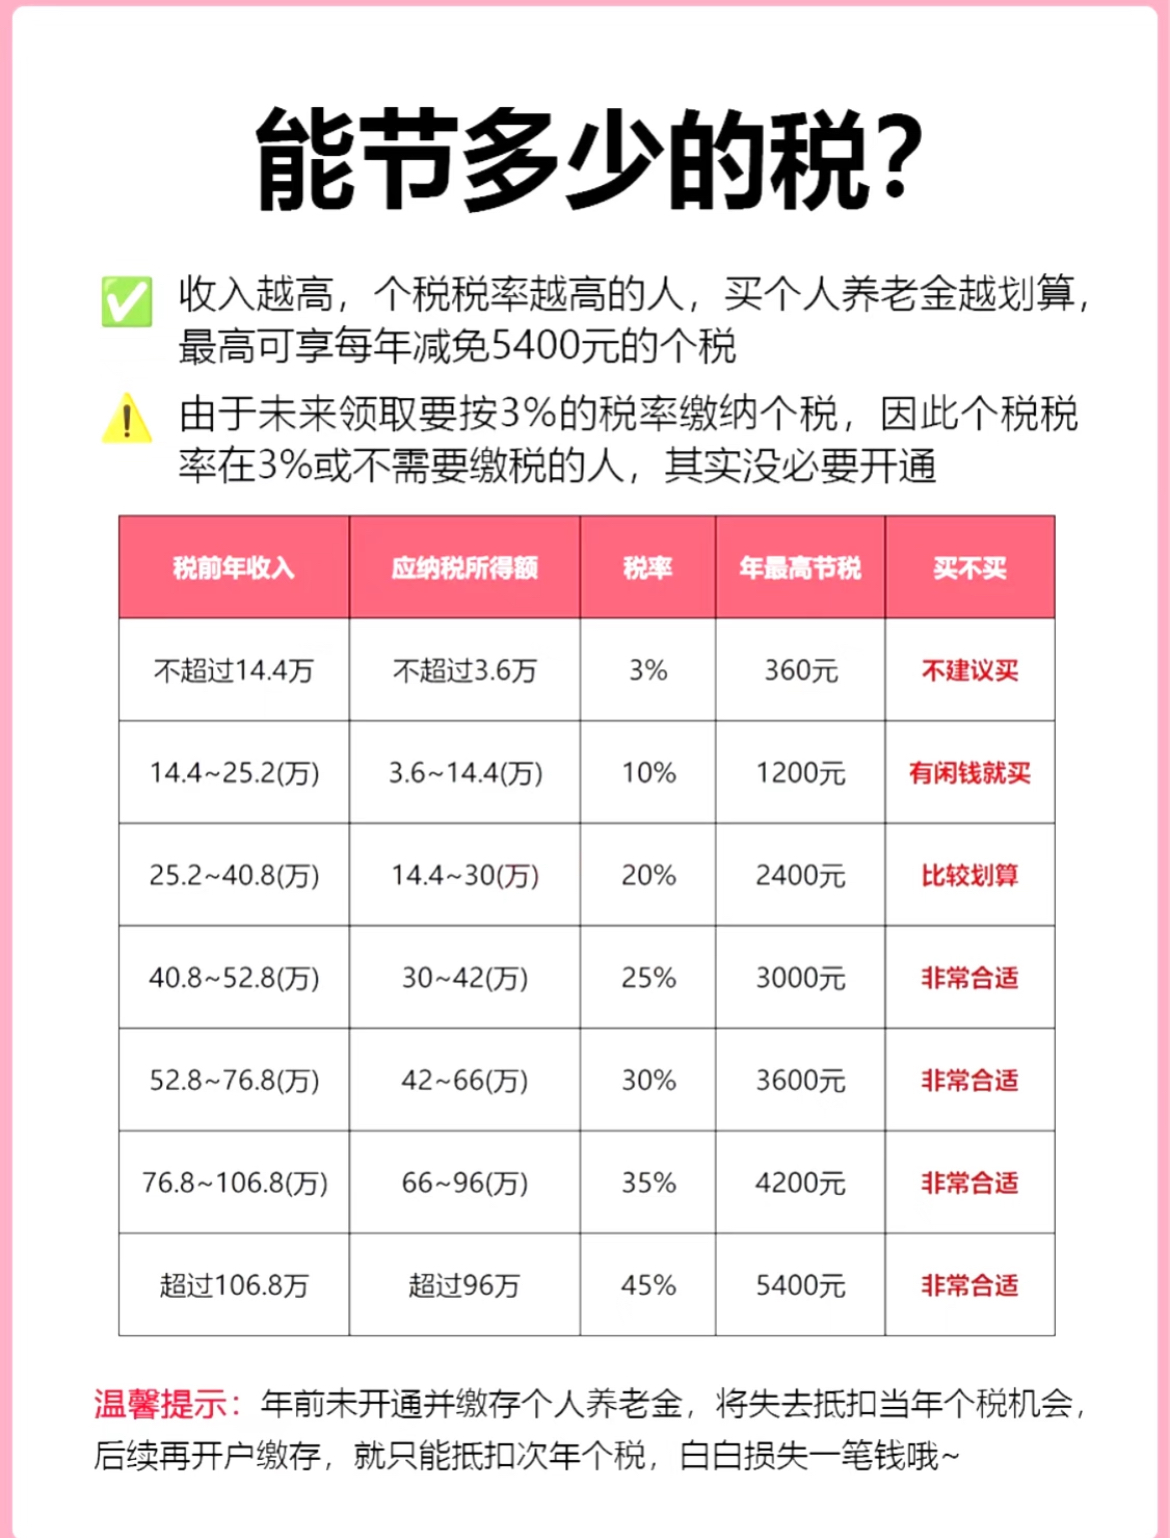 能节多少的税？
收入越高，个税税率越高的人，买个人养老金越划算，
最高可享每年减免5400元的个税
由于未来领取要按3%的税率缴纳个税，因此个税税
率在3%或不需要缴税的人，其实没必要开通
税前年收入 应纳税所得额 税率 年最高节税 买不买
不超过14.4万 不超过3.6万 3% 360元 不建议买
14.4~25.2(万) 3.6~14.4(万) 10% 1200元 有闲钱就买
25.2~40.8(万) 14.4~30(万) 20% 2400元 比较划算
40.8~52.8(万) 30~42(万) 25% 3000元 非常合适
52.8~76.8(万) 42~66(万) 30% 3600元 非常合适
76.8~106.8(万) 66~96(万) 35% 4200元 非常合适
超过106.8万 超过96万 45% 5400元 非常合适
温馨提示：年前未开通并缴存个人养老金，将失去抵扣当年个税机会，
后续再开户缴存，就只能抵扣次年个税，白白损失一笔钱哦~